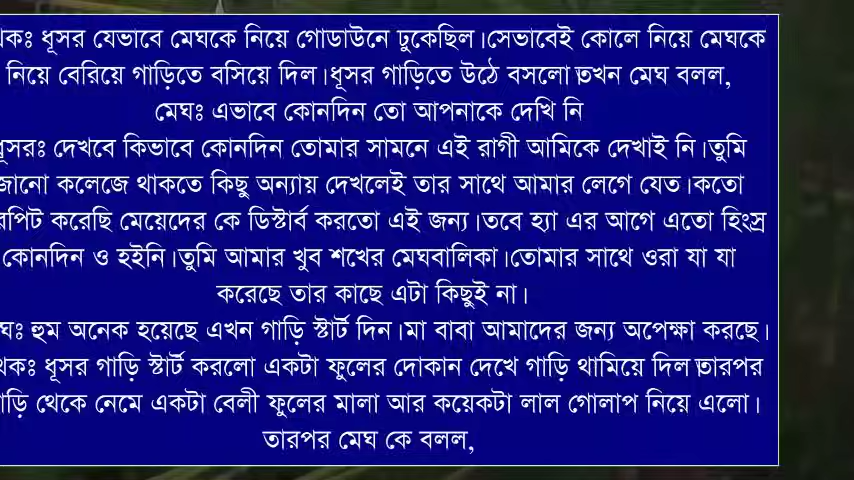 ধূসর যেভাবে মেঘকে নিয়ে গোডাউনে ঢুকেছিল।সেভাবেই কোলে নিয়ে মেঘকে
নিয়ে বেরিয়ে গাড়িতে বসিয়ে দিল।ধূসর গাড়িতে উঠে বসলো।তখন মেঘ বলল,
মেঘঃ এভাবে কোনদিন তো আপনাকে দেখি নি
ধূসরঃ দেখবে কিভাবে কোনদিন তোমার সামনে এই রাগী আমিকে দেখাই নি।তুমি
জানো কলেজে থাকতে কিছু অন্যায় দেখলেই তার সাথে আমার লেগে যেত।কতো
করেছি মেয়েদের কে ডিস্টার্ব করতো এই জন্য।তবে হ্যা এর আগে এতো হিংস্র
কোনদিন ও হইনি।তুমি আমার খুব শখের মেঘবালিকা।তোমার সাথে ওরা যা যা
করেছে তার কাছে এটা কিছুই না।
হুম অনেক হয়েছে এখন গাড়ি স্টার্ট দিন।মা বাবা আমাদের জন্য অপেক্ষা করছে।
ধূসর গাড়ি স্টার্ট করলো একটা ফুলের দোকান দেখে গাড়ি থামিয়ে দিল।তারপর
থেকে নেমে একটা বেলী ফুলের মালা আর কয়েকটা লাল গোলাপ নিয়ে এলো।
তারপর মেঘ কে বলল,